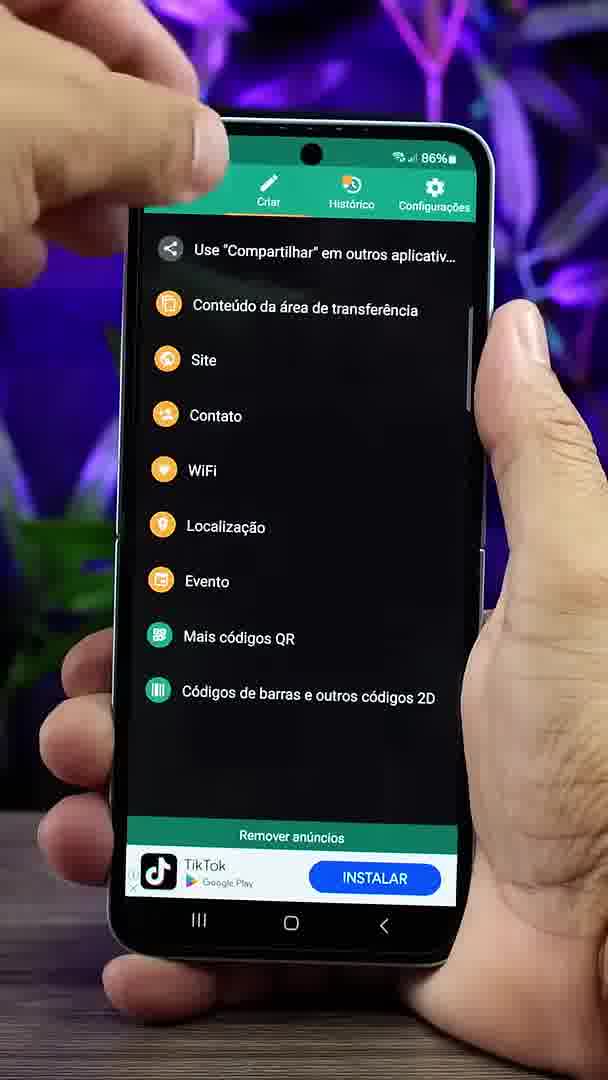 86%
Criar
Histórico
Configurações
Use "Compartilhar" em outros aplicativ...
Conteúdo da área de transferência
Site
Contato
WiFi
Localização
Evento
Mais códigos QR
Códigos de barras e outros códigos 2D
Remover anúncios
TikTok
Google Play
INSTALAR